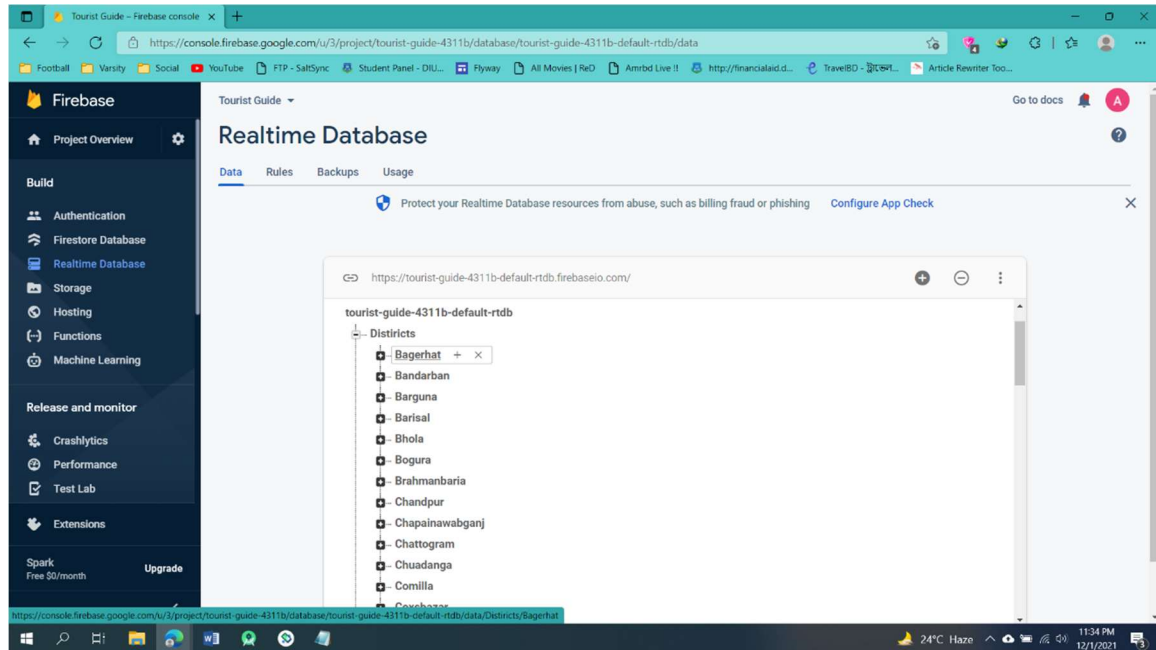 Tourist Guide – Firebase console
https://console.firebase.google.com/u/3/project/tourist-guide-4311b/database/tourist-guide-4311b-default-rtdb/data
Football Varsity Social YouTube FTP - SaltSync Student Panel - DIU... Flyway All Movies | ReD Amrbd Live !! http://financialaid.d... TravelBD - Article Rewriter Too...
Firebase
Project Overview
Build
Authentication
Firestore Database
Realtime Database
Storage
Hosting
Functions
Machine Learning
Release and monitor
Crashlytics
Performance
Test Lab
Extensions
Spark
Free $0/month
Upgrade
Tourist Guide
Go to docs
A
Realtime Database
Data Rules Backups Usage
Protect your Realtime Database resources from abuse, such as billing fraud or phishing Configure App Check
https://tourist-guide-4311b-default-rtdb.firebaseio.com/
tourist-guide-4311b-default-rtdb
Distiricts
Bagerhat
Bandarban
Barguna
Barisal
Bhola
Bogura
Brahmanbaria
Chandpur
Chapainawabganj
Chattogram
Chuadanga
Comilla
Coxsbazar
https://console.firebase.google.com/u/3/project/tourist-guide-4311b/database/tourist-guide-4311b-default-rtdb/data/Distiricts/Bagerhat
24°C Haze
11:34 PM
12/1/2021